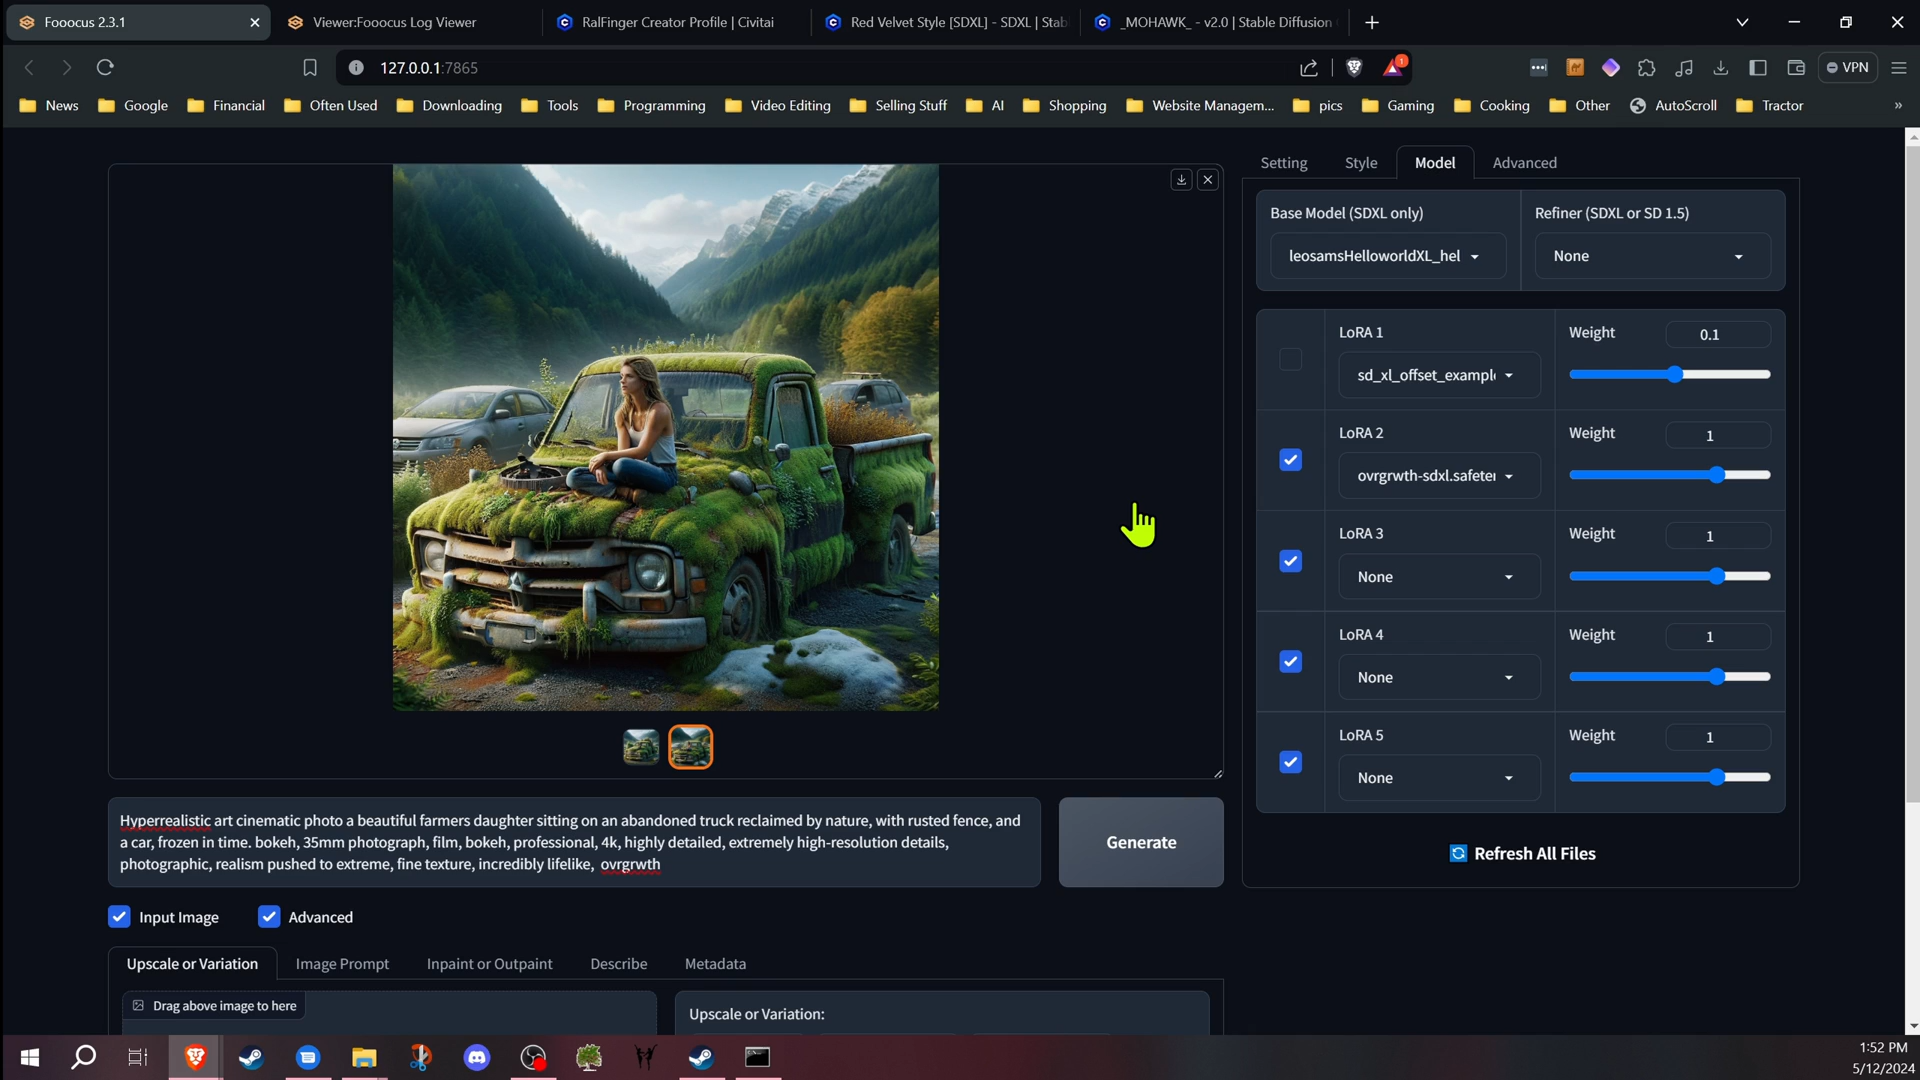 Fooocus 2.3.1
Viewer:Fooocus Log Viewer
RalFinger Creator Profile | Civitai
Red Velvet Style [SDXL] - SDXL | Stab
_MOHAWK_ - v2.0 | Stable Diffusion
127.0.0.1:7865
1
VPN
News
Google
Financial
Often Used
Downloading
Tools
Programming
Video Editing
Selling Stuff
AI
Shopping
Website Managem...
pics
Gaming
Cooking
Other
AutoScroll
Tractor
»
Setting
Style
Model
Advanced
Base Model (SDXL only)
Refiner (SDXL or SD 1.5)
leosamsHelloworldXL_hel
None
LoRA 1
Weight
0.1
sd_xl_offset_example
LoRA 2
Weight
1
ovrgrwth-sdxl.safeter
LoRA 3
Weight
1
None
LoRA 4
Weight
1
None
LoRA 5
Weight
1
None
Refresh All Files
Hyperrealistic art cinematic photo a beautiful farmers daughter sitting on an abandoned truck reclaimed by nature, with rusted fence, and
a car, frozen in time. bokeh, 35mm photograph, film, bokeh, professional, 4k, highly detailed, extremely high-resolution details,
photographic, realism pushed to extreme, fine texture, incredibly lifelike, ovrgrwth
Generate
Input Image
Advanced
Upscale or Variation
Image Prompt
Inpaint or Outpaint
Describe
Metadata
Drag above image to here
Upscale or Variation:
1:52 PM
5/12/2024